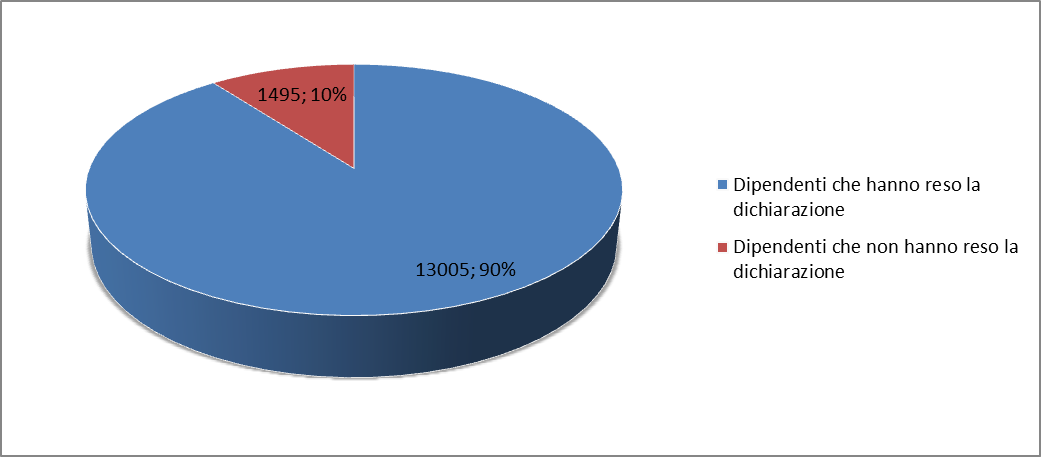 1495; 10%
13005; 90%
Dipendenti che hanno reso la
dichiarazione
Dipendenti che non hanno reso la
dichiarazione